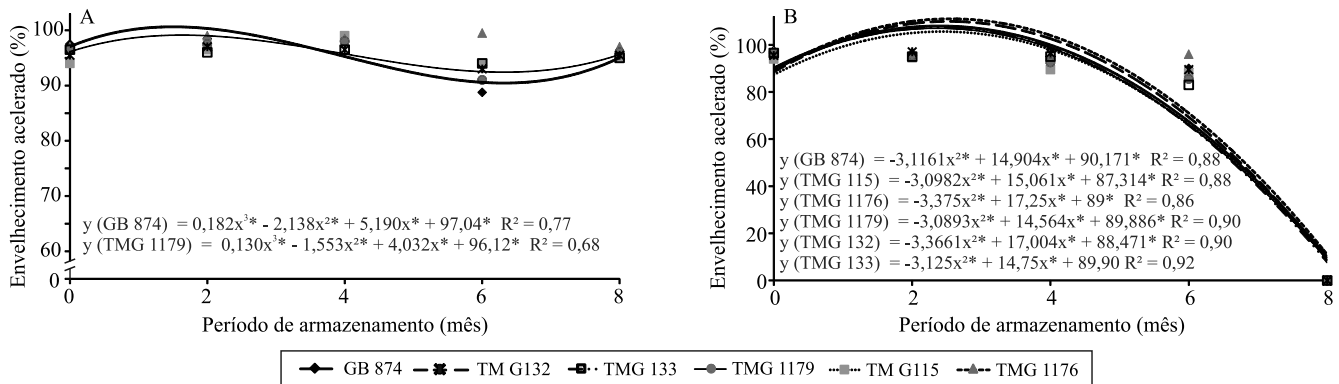 A
Envelhecimento acelerado (%)
100
90
80
70
60
0
y (GB 874) = 0,182x³* - 2,138x²* + 5,190x* + 97,04* R² = 0,77
y (TMG 1179) = 0,130x³* - 1,553x²* + 4,032x* + 96,12* R² = 0,68
0 2 4 6 8
Período de armazenamento (mês)
B
Envelhecimento acelerado (%)
100
80
60
40
20
0
y (GB 874) = -3,1161x²* + 14,904x* + 90,171* R² = 0,88
y (TMG 115) = -3,0982x²* + 15,061x* + 87,314* R² = 0,88
y (TMG 1176) = -3,375x²* + 17,25x* + 89* R² = 0,86
y (TMG 1179) = -3,0893x²* + 14,564x* + 89,886* R² = 0,90
y (TMG 132) = -3,3661x²* + 17,004x* + 88,471* R² = 0,90
y (TMG 133) = -3,125x²* + 14,75x* + 89,90 R² = 0,92
0 2 4 6 8
Período de armazenamento (mês)
GB 874 TM G132 TMG 133 TMG 1179 TM G115 TMG 1176